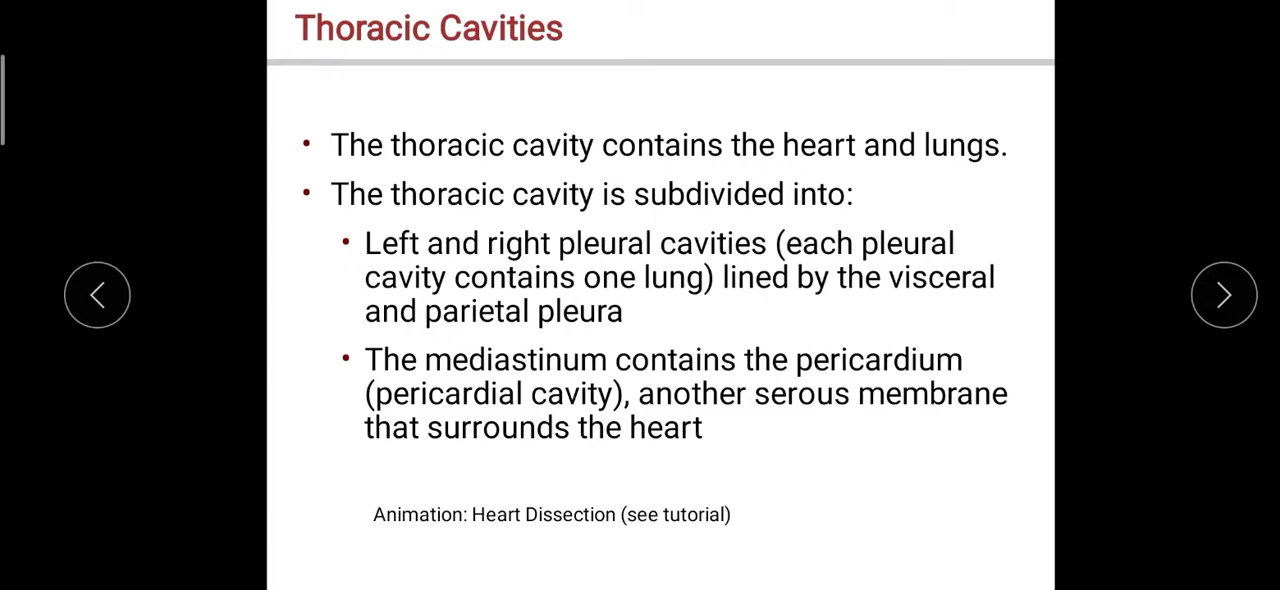 Thoracic Cavities
• The thoracic cavity contains the heart and lungs.
• The thoracic cavity is subdivided into:
• Left and right pleural cavities (each pleural
cavity contains one lung) lined by the visceral
and parietal pleura
• The mediastinum contains the pericardium
(pericardial cavity), another serous membrane
that surrounds the heart
Animation: Heart Dissection (see tutorial)